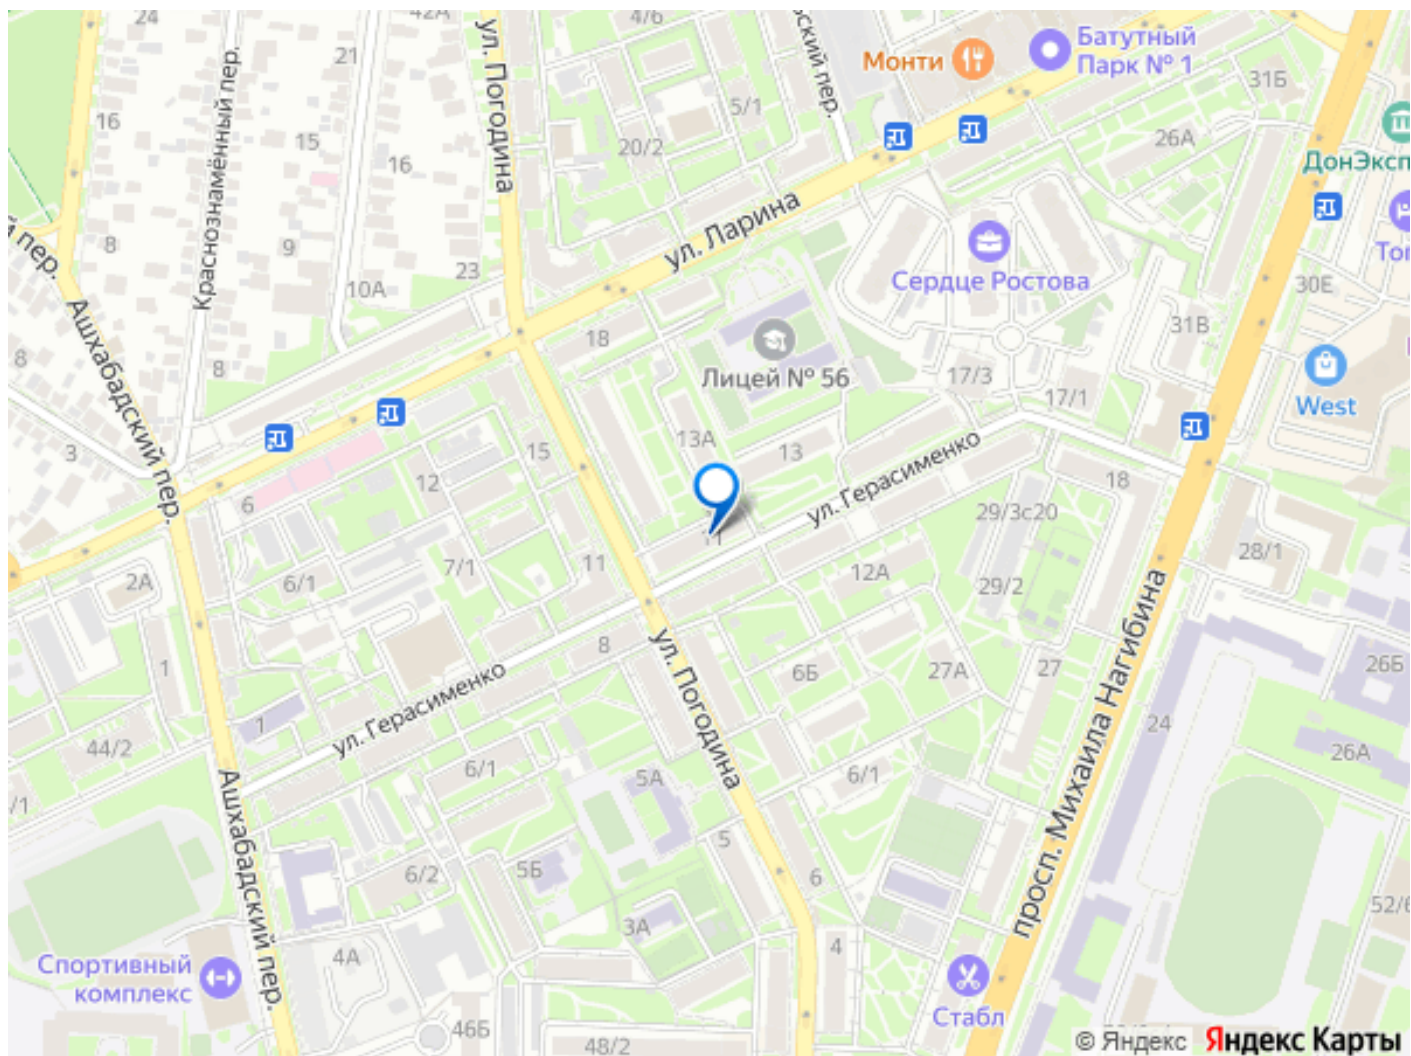 24
42А
4/6
ул. Погодина
Краснознамённый пер.
21
ский пер.
Монти
Батутный
Парк № 1
31Б
16
5/1
15
16
20/2
26А
ДонЭксп
ул. Ларина
й пер.
8
9
23
10А
Сердце Ростова
Топ
30Е
Ашхабадский пер.
8
8
18
31В
Лицей № 56
17/3
17/1
West
3
13А
13
15
12
6
ул. Герасименко
18
29/3с20
11
28/1
2А
6/1
7/1
11
12А
29/2
8
1
6Б
27А
27
26Б
ул. Герасименко
ул. Погодина
просп. Михаила Нагибина
1
24
44/2
26А
6/1
5А
6/1
/1
Ашхабадский пер.
5
6/2
5Б
6
52/6
3А
4А
4
Спортивный
комплекс
Стабл
46Б
48/2
© Яндекс Яндекс Карты